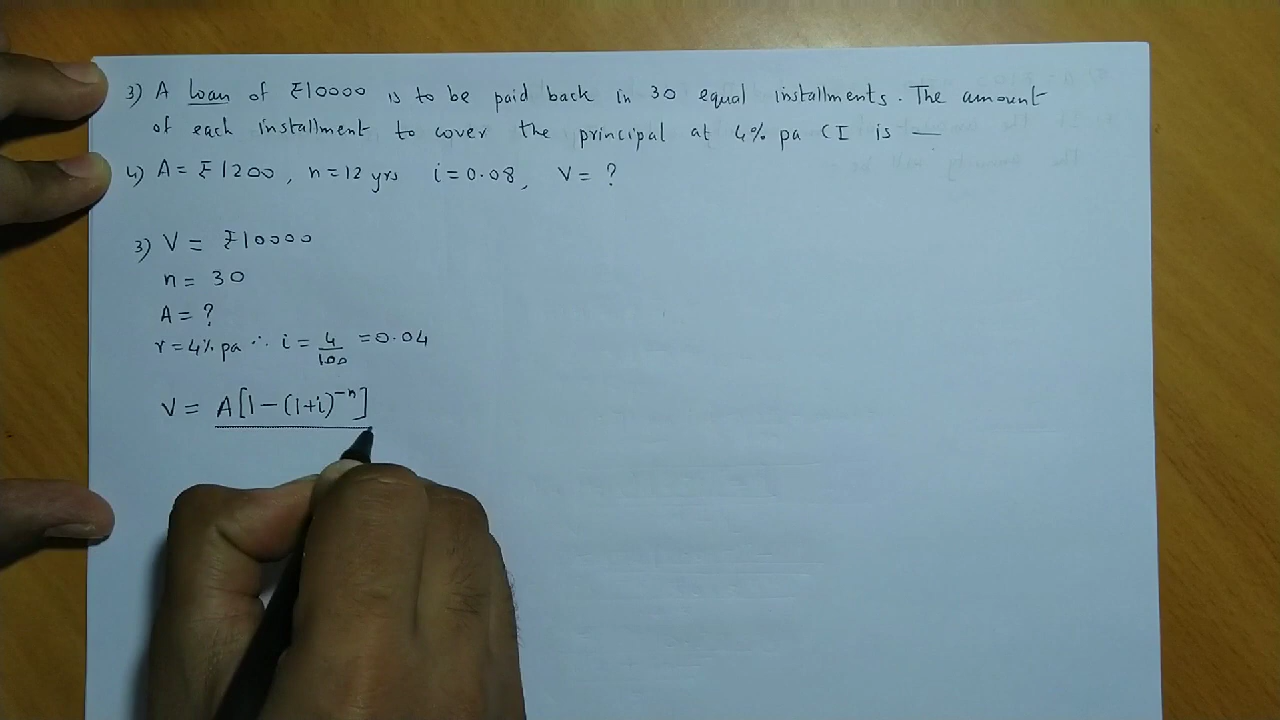 3) A loan of ₹10000 is to be paid back in 30 equal installments. The amount
of each installment to cover the principal at 4% pa CI is —
4) A = ₹1200, n = 12 yrs i = 0.08, V = ?
3) V = ₹10000
n = 30
A = ?
r = 4% pa ∴ i = 4/100 = 0.04
V = A[1-(1+i)^-n]